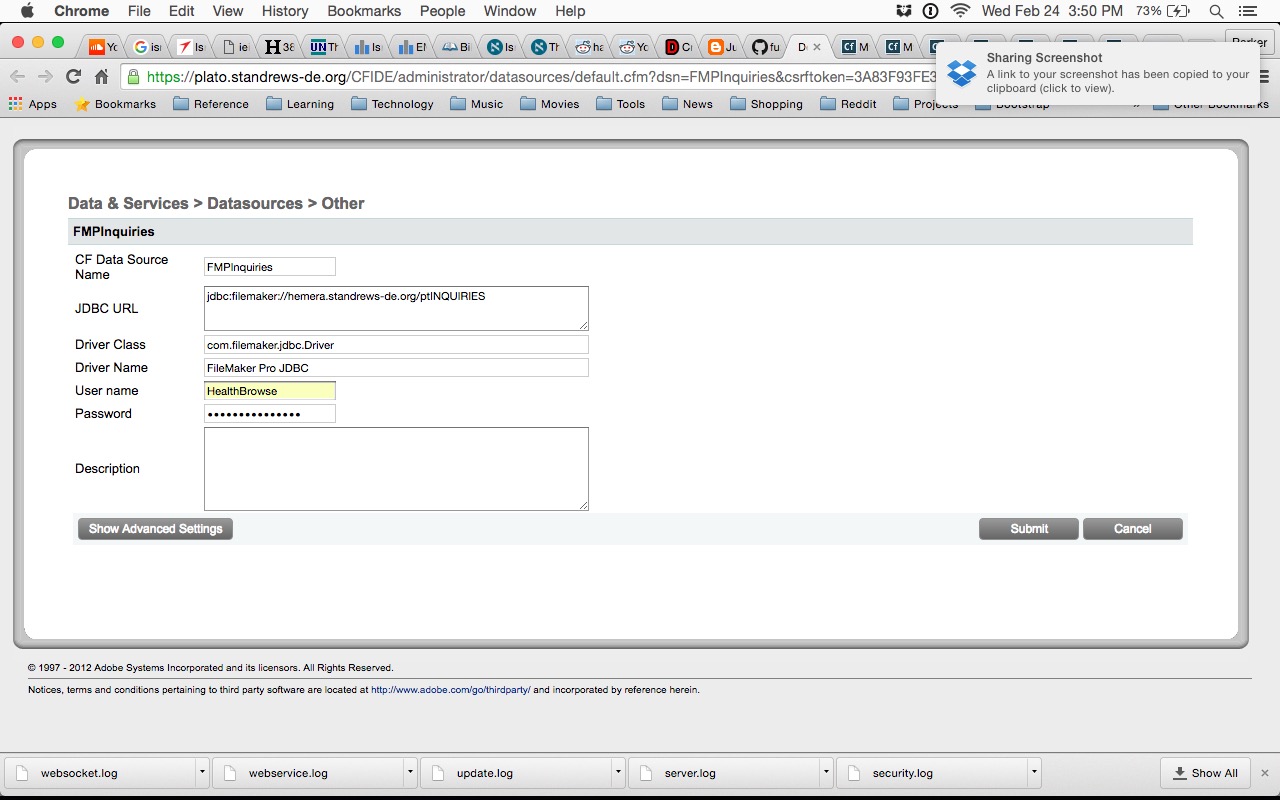 Chrome File Edit View History Bookmarks People Window Help Wed Feb 24 3:50 PM 73%
Yo isr Is ie 38 Th Is El Bi Is Th ha Yo Ci Ju fu D M M
https://plato.standrews-de.org/CFIDE/administrator/datasources/default.cfm?dsn=FMPInquiries&csrftoken=3A83F93FE3
Sharing Screenshot
A link to your screenshot has been copied to your
clipboard (click to view).
Apps Bookmarks Reference Learning Technology Music Movies Tools News Shopping Reddit Projects Bootstrap » Other Bookmarks
Data & Services > Datasources > Other
FMPInquiries
CF Data Source
Name
FMPInquiries
JDBC URL
jdbc:filemaker://hemera.standrews-de.org/ptINQUIRIES
Driver Class com.filemaker.jdbc.Driver
Driver Name FileMaker Pro JDBC
User name HealthBrowse
Password •••••••••••••••
Description
Show Advanced Settings Submit Cancel
© 1997 - 2012 Adobe Systems Incorporated and its licensors. All Rights Reserved.
Notices, terms and conditions pertaining to third party software are located at http://www.adobe.com/go/thirdparty/ and incorporated by reference herein.
websocket.log webservice.log update.log server.log security.log Show All